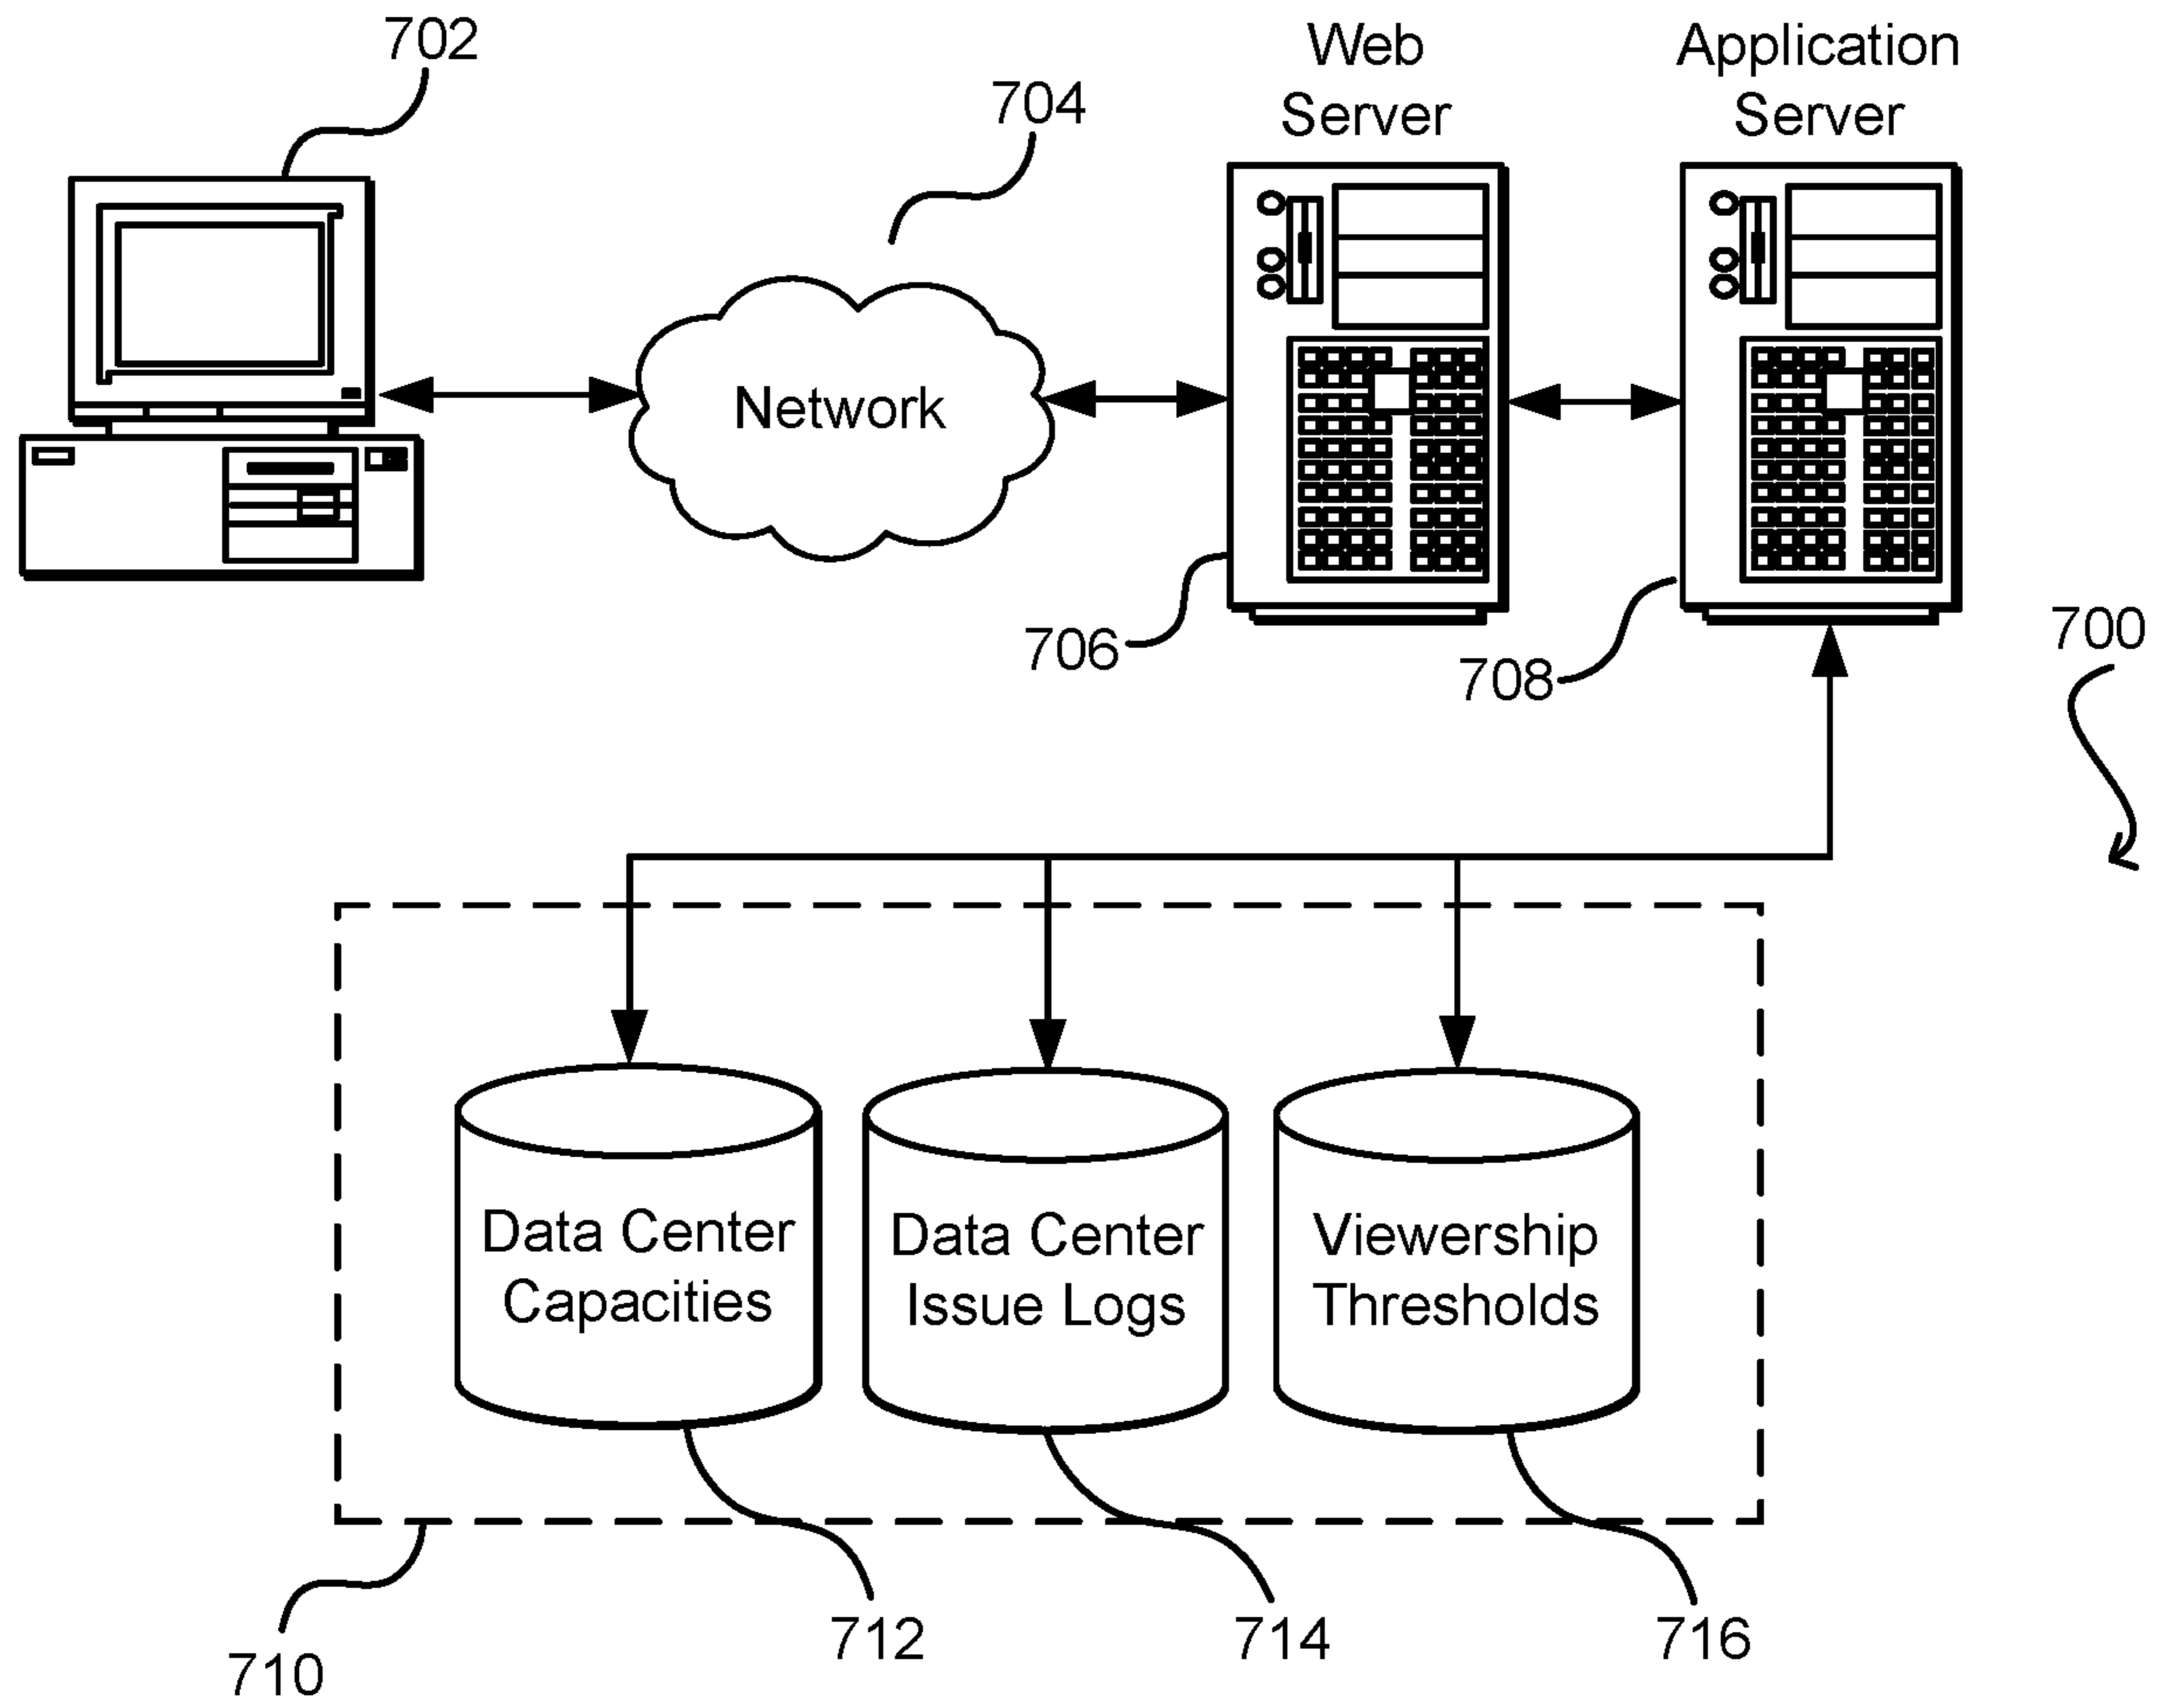 702
704
Web
Server
Application
Server
Network
706
708
700
Data Center
Capacities
Data Center
Issue Logs
Viewership
Thresholds
710
712
714
716